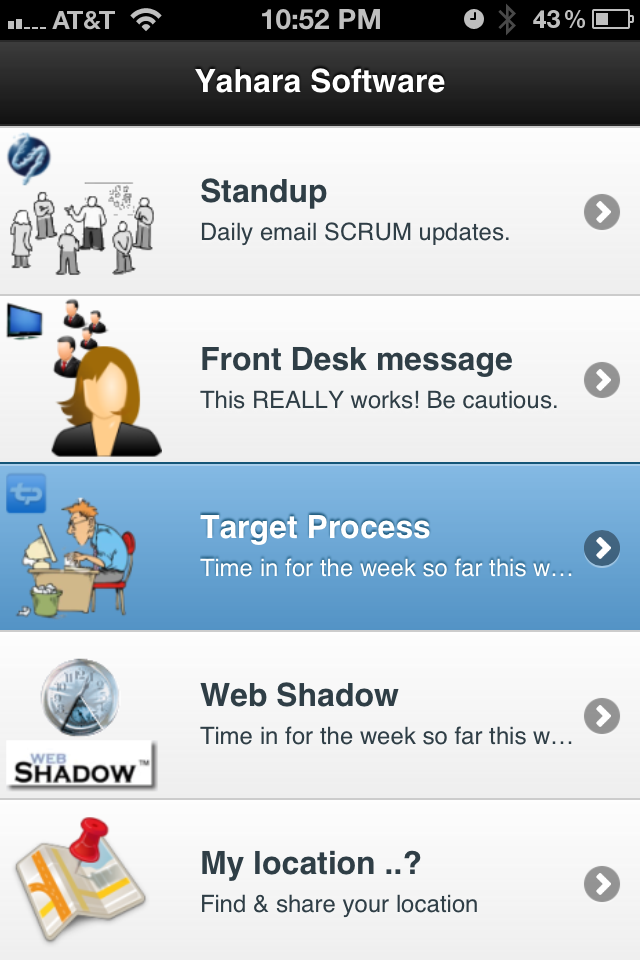 AT&T 10:52 PM 43%
Yahara Software
Standup
Daily email SCRUM updates.
Front Desk message
This REALLY works! Be cautious.
tp
Target Process
Time in for the week so far this w…
Web Shadow
Time in for the week so far this w…
WEB
SHADOW™
My location ..?
Find & share your location